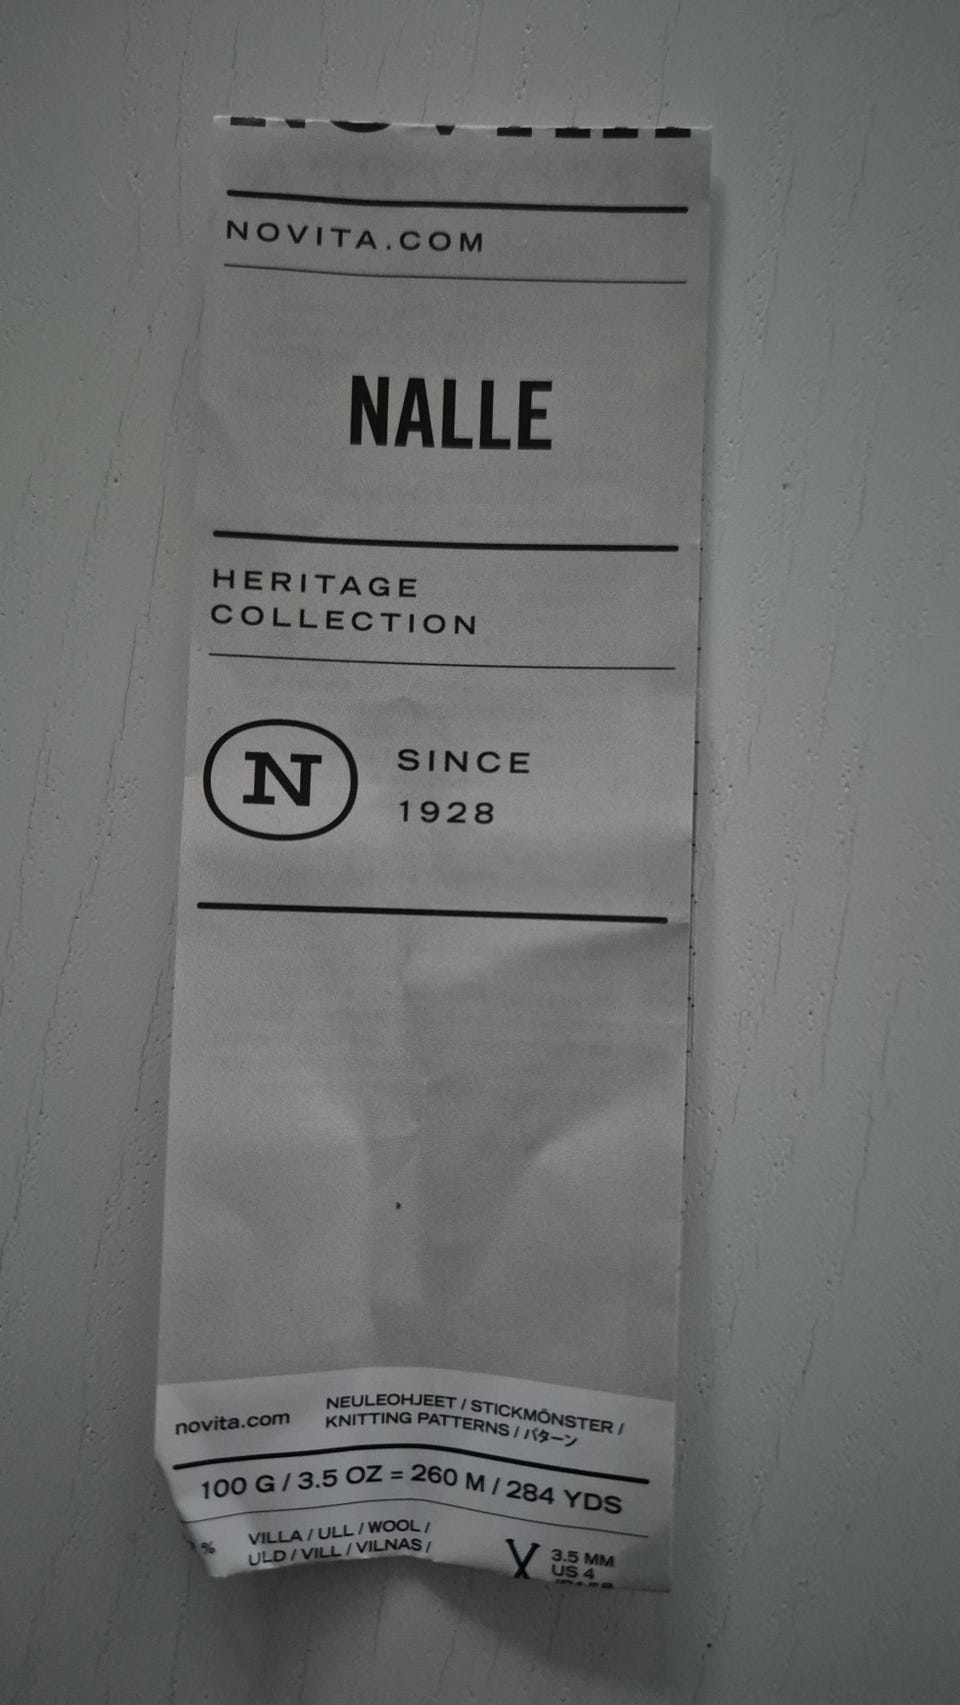 NOVITA
NOVITA.COM
NALLE
HERITAGE
COLLECTION
N
SINCE
1928
novita.com
NEULEOHJEET / STICKMÖNSTER /
KNITTING PATTERNS / パターン
100 G / 3.5 OZ = 260 M / 284 YDS
%
VILLA / ULL / WOOL /
ULD / VILL / VILNAS /
3.5 MM
US 4